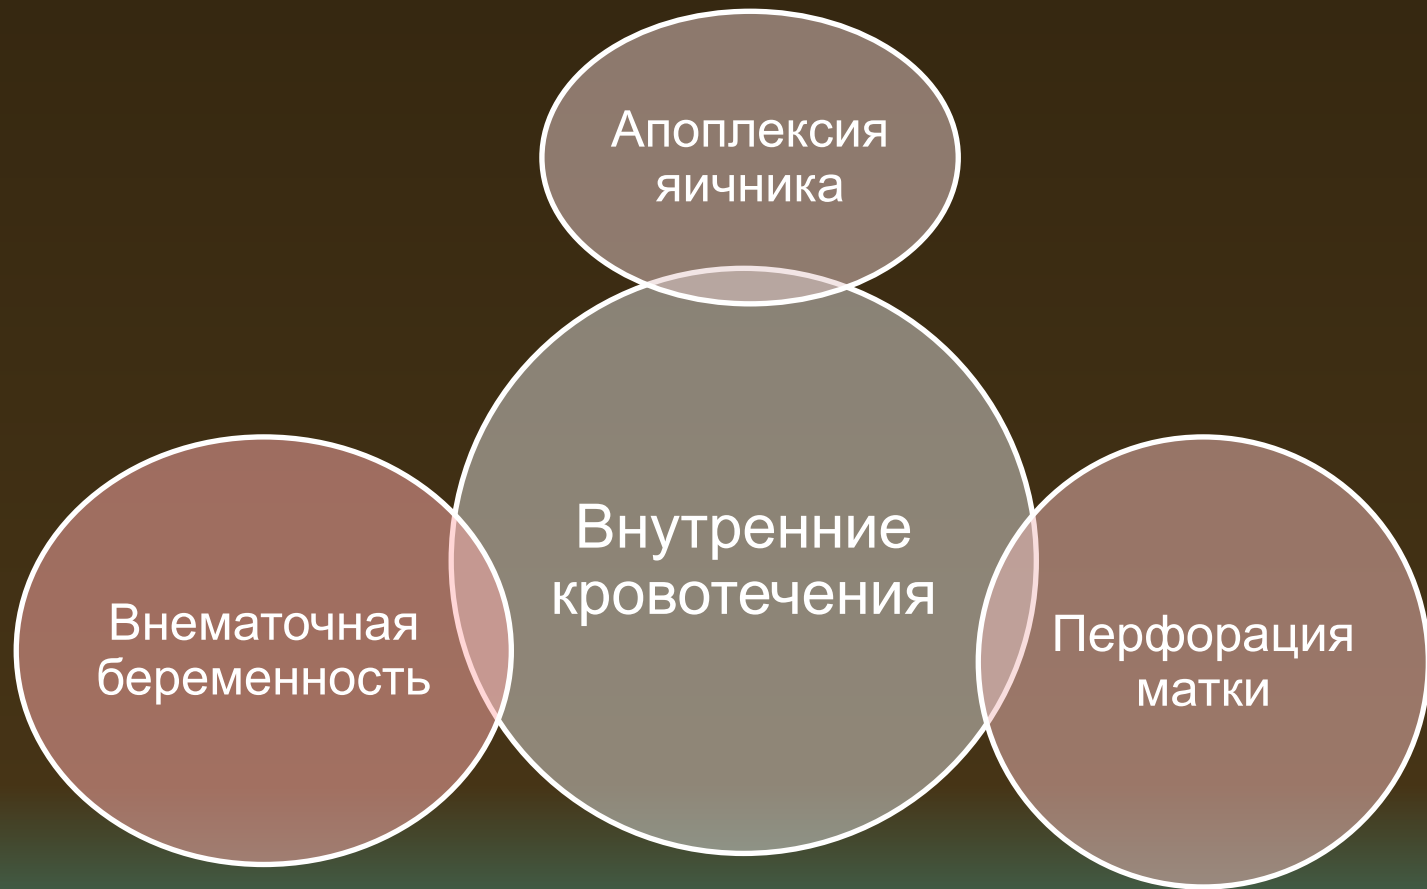 Апоплексия
яичника
Внутренние
кровотечения
Внематочная
беременность
Перфорация
матки